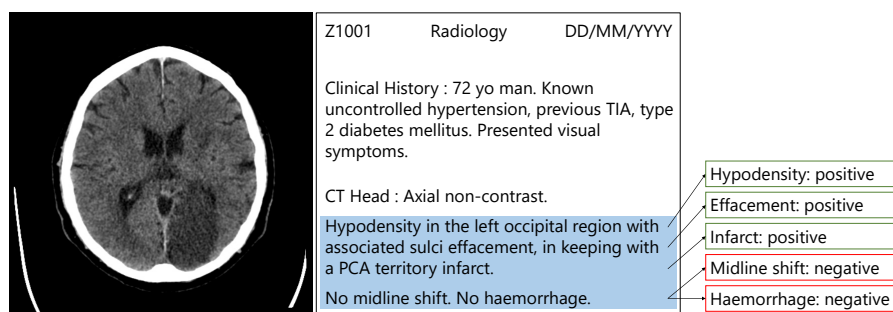 Z1001 Radiology DD/MM/YYYY
Clinical History : 72 yo man. Known
uncontrolled hypertension, previous TIA, type
2 diabetes mellitus. Presented visual
symptoms.
CT Head : Axial non-contrast.
Hypodensity in the left occipital region with
associated sulci effacement, in keeping with
a PCA territory infarct.
No midline shift. No haemorrhage.
Hypodensity: positive
Effacement: positive
Infarct: positive
Midline shift: negative
Haemorrhage: negative